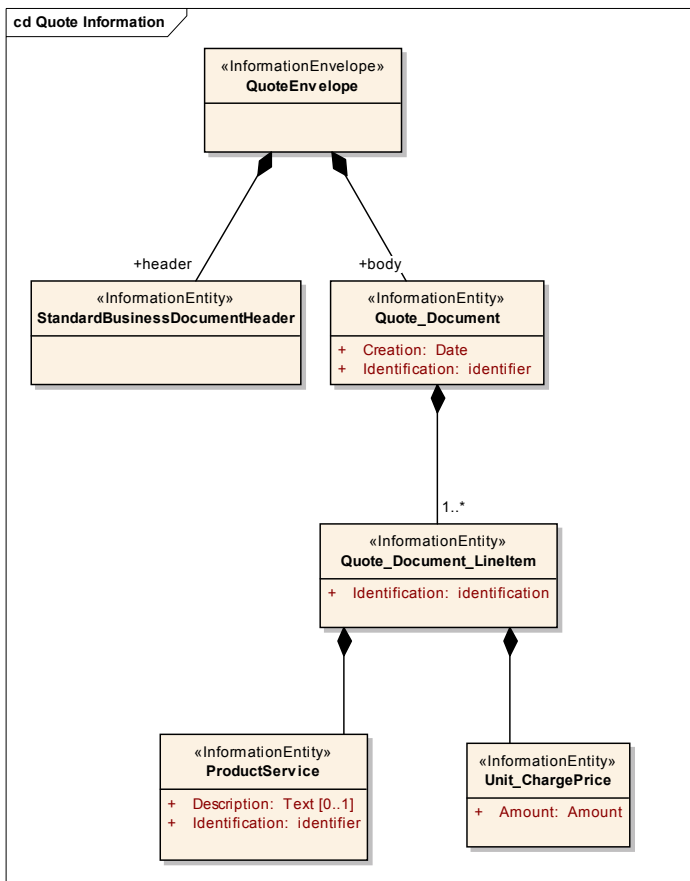 cd Quote Information
«InformationEnvelope»
QuoteEnvelope
+header
+body
«InformationEntity»
StandardBusinessDocumentHeader
«InformationEntity»
Quote_Document
+ Creation: Date
+ Identification: identifier
1..*
«InformationEntity»
Quote_Document_LineItem
+ Identification: identification
«InformationEntity»
ProductService
+ Description: Text [0..1]
+ Identification: identifier
«InformationEntity»
Unit_ChargePrice
+ Amount: Amount